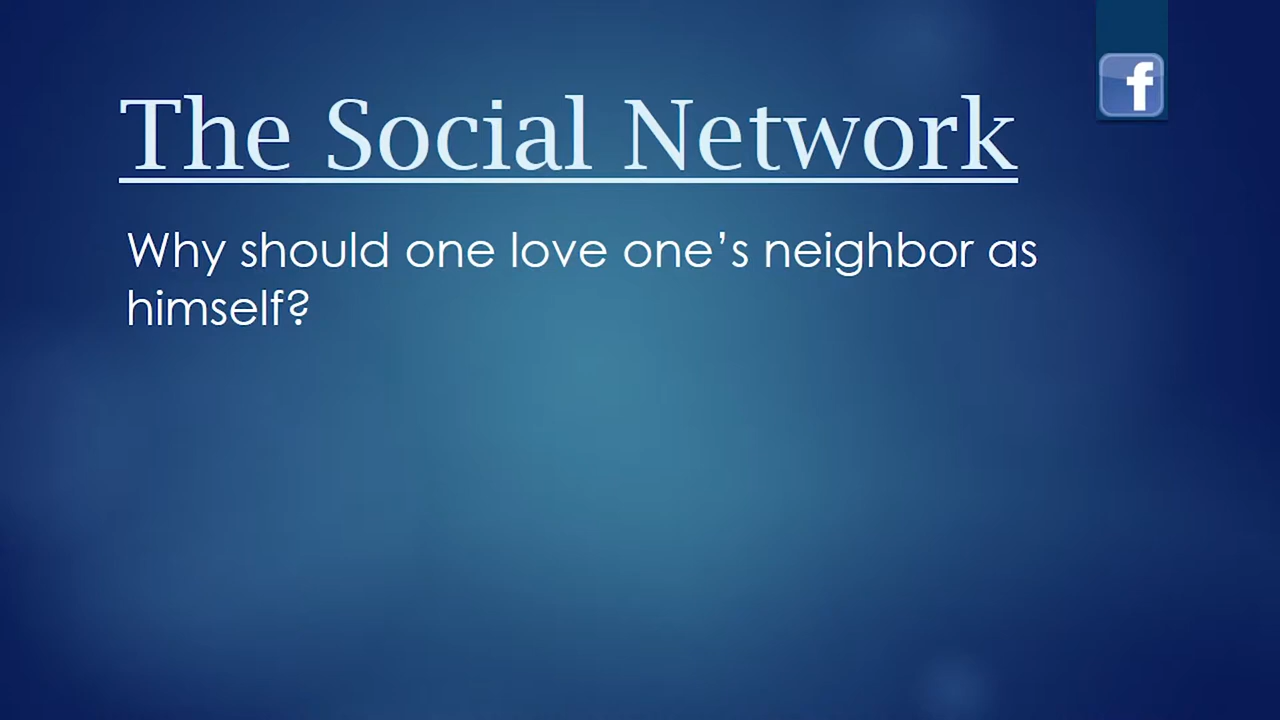 f
The Social Network
Why should one love one’s neighbor as
himself?